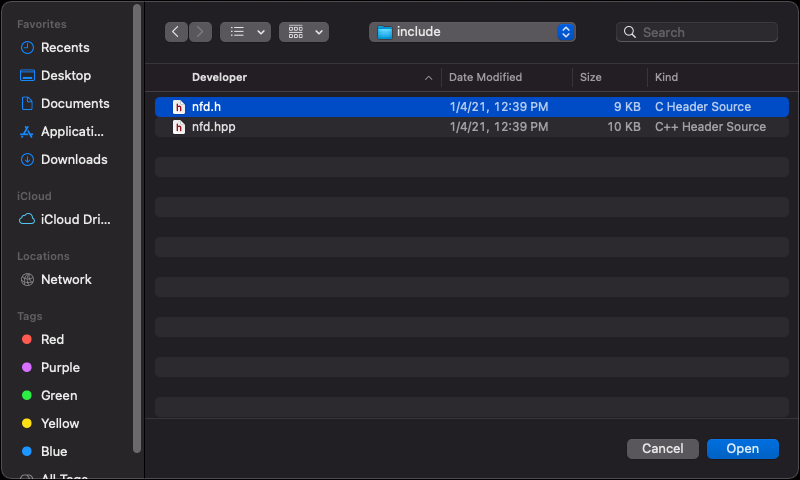 Favorites
Recents
Desktop
Documents
Applicati...
Downloads
iCloud
iCloud Dri...
Locations
Network
Tags
Red
Purple
Green
Yellow
Blue
All Tags
include
Search
Developer Date Modified Size Kind
h nfd.h 1/4/21, 12:39 PM 9 KB C Header Source
h nfd.hpp 1/4/21, 12:39 PM 10 KB C++ Header Source
Cancel Open